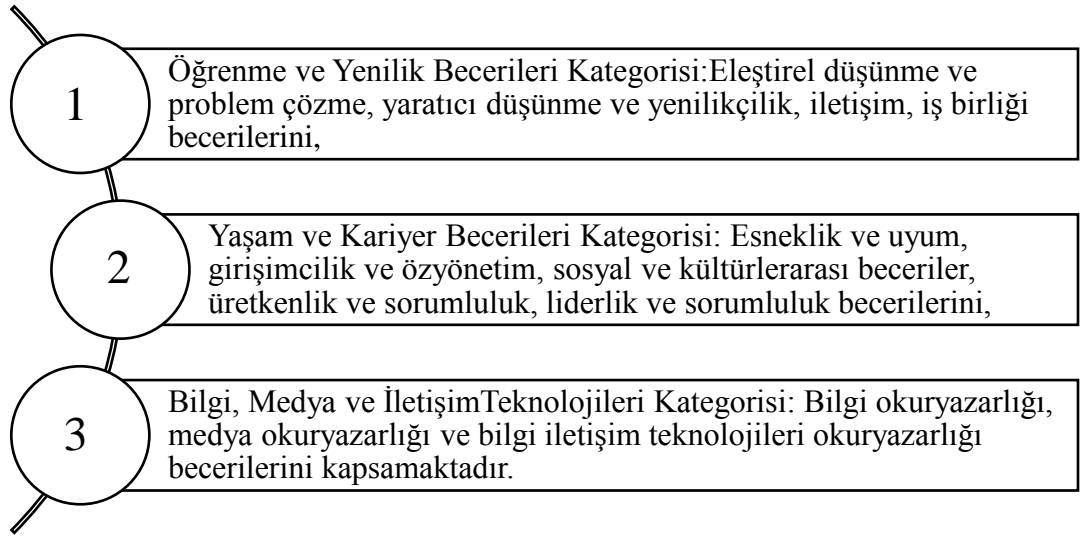 1
Öğrenme ve Yenilik Becerileri Kategorisi:Eleştirel düşünme ve
problem çözme, yaratıcı düşünme ve yenilikçilik, iletişim, iş birliği
becerilerini,
2
Yaşam ve Kariyer Becerileri Kategorisi: Esneklik ve uyum,
girişimcilik ve özyönetim, sosyal ve kültürlerarası beceriler,
üretkenlik ve sorumluluk, liderlik ve sorumluluk becerilerini,
3
Bilgi, Medya ve İletişimTeknolojileri Kategorisi: Bilgi okuryazarlığı,
medya okuryazarlığı ve bilgi iletişim teknolojileri okuryazarlığı
becerilerini kapsamaktadır.